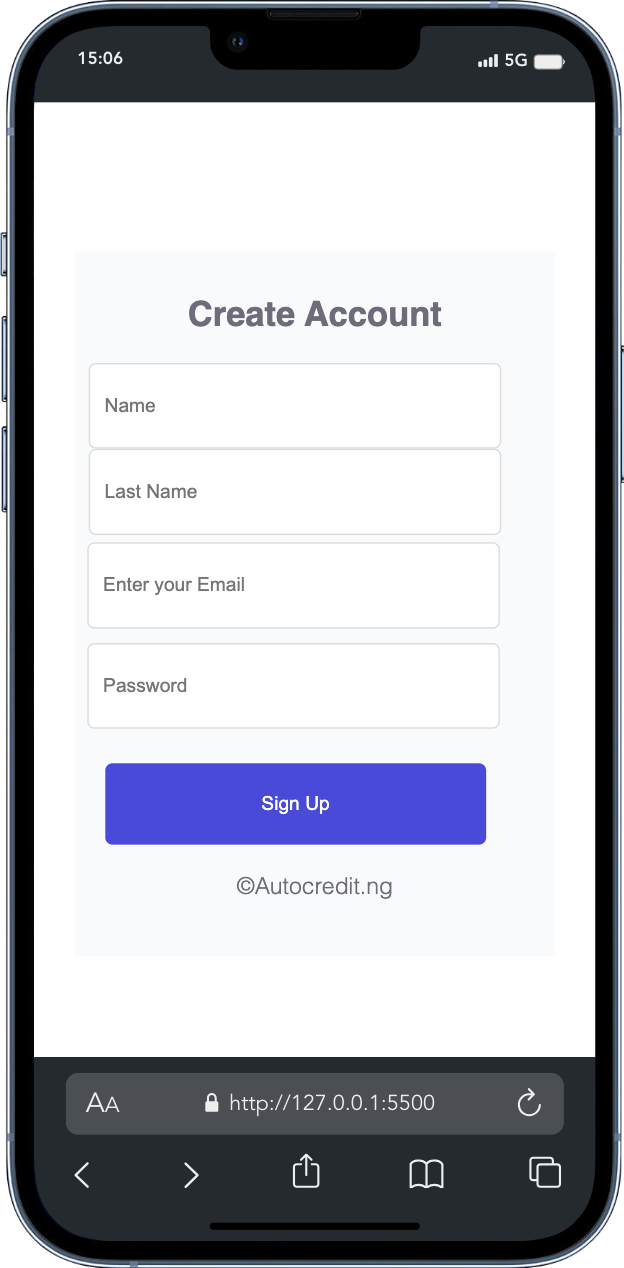 15:06
5G
Create Account
Name
Last Name
Enter your Email
Password
Sign Up
©Autocredit.ng
AA
http://127.0.0.1:5500